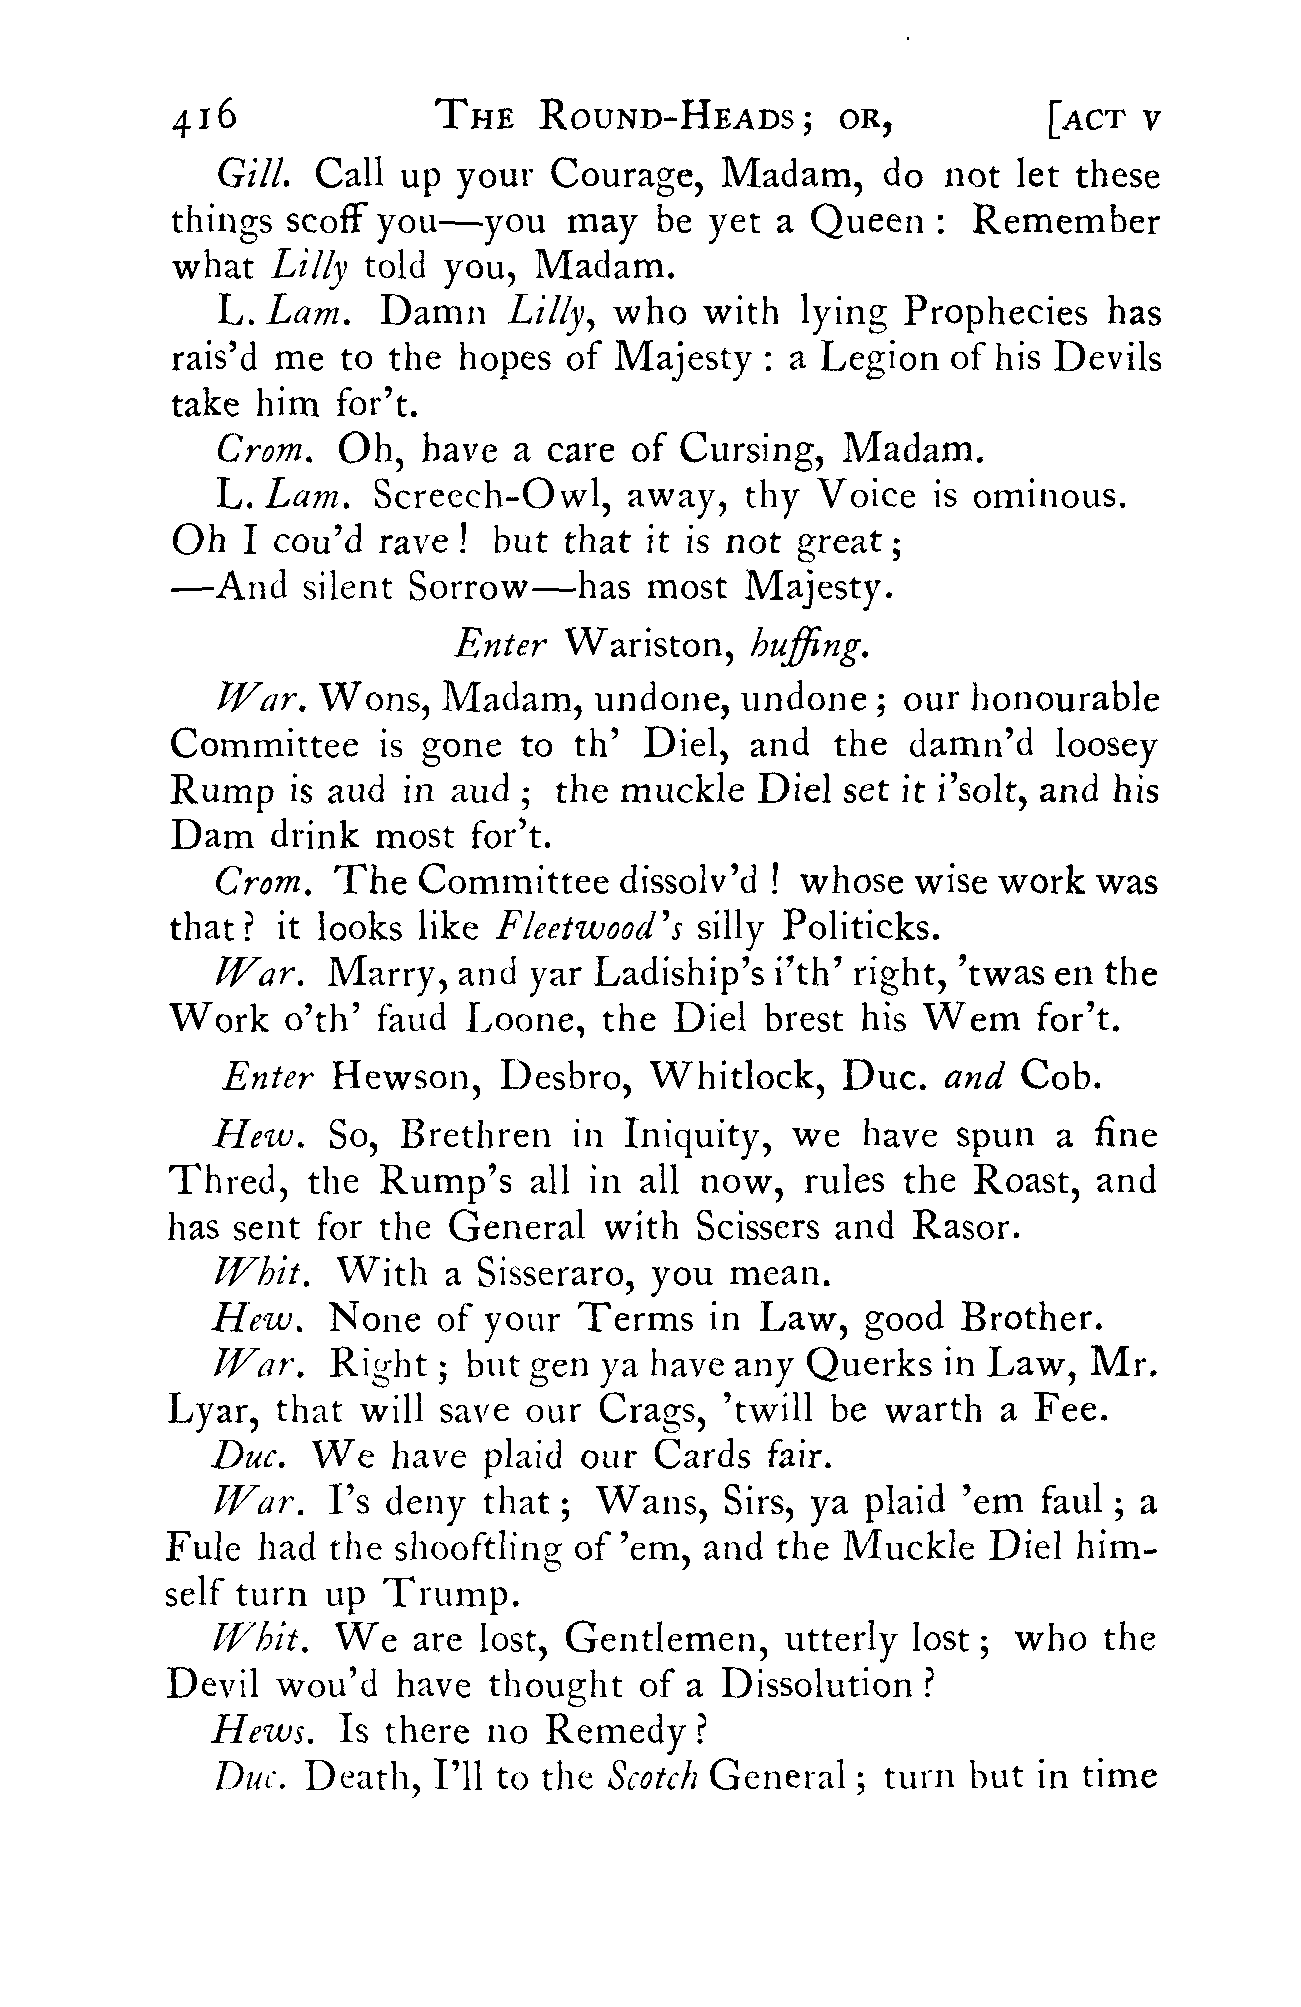 416 THE ROUND-HEADS; OR, [ACT V
Gill. Call up your Courage, Madam, do not let these
things scoff you—you may be yet a Queen : Remember
what Lilly told you, Madam.
L. Lam. Damn Lilly, who with lying Prophecies has
rais'd me to the hopes of Majesty : a Legion of his Devils
take him for't.
Crom. Oh, have a care of Cursing, Madam.
L. Lam. Screech-Owl, away, thy Voice is ominous.
Oh I cou'd rave ! but that it is not great ;
—And silent Sorrow—has most Majesty.
Enter Wariston, huffing.
War. Wons, Madam, undone, undone ; our honourable
Committee is gone to th' Diel, and the damn'd loosey
Rump is aud in aud ; the muckle Diel set it i'solt, and his
Dam drink most for't.
Crom. The Committee dissolv'd ! whose wise work was
that ? it looks like Fleetwood's silly Politicks.
War. Marry, and yar Ladiship's i'th' right, 'twas en the
Work o'th' faud Loone, the Diel brest his Wem for't.
Enter Hewson, Desbro, Whitlock, Duc. and Cob.
Hew. So, Brethren in Iniquity, we have spun a fine
Thred, the Rump's all in all now, rules the Roast, and
has sent for the General with Scissers and Rasor.
Whit. With a Sisseraro, you mean.
Hew. None of your Terms in Law, good Brother.
War. Right ; but gen ya have any Querks in Law, Mr.
Lyar, that will save our Crags, 'twill be warth a Fee.
Duc. We have plaid our Cards fair.
War. I's deny that ; Wans, Sirs, ya plaid 'em faul ; a
Fule had the shooftling of 'em, and the Muckle Diel him-
self turn up Trump.
Whit. We are lost, Gentlemen, utterly lost ; who the
Devil wou'd have thought of a Dissolution ?
Hews. Is there no Remedy ?
Duc. Death, I'll to the Scotch General ; turn but in time